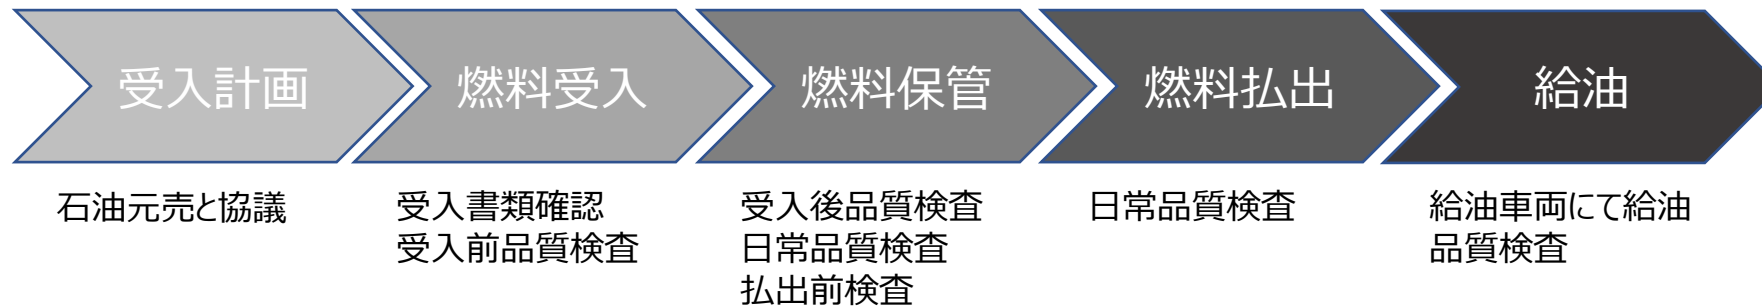 受入計画
燃料受入
燃料保管
燃料払出
給油
石油元売と協議
受入書類確認
受入前品質検査
受入後品質検査
日常品質検査
払出前検査
日常品質検査
給油車両にて給油
品質検査